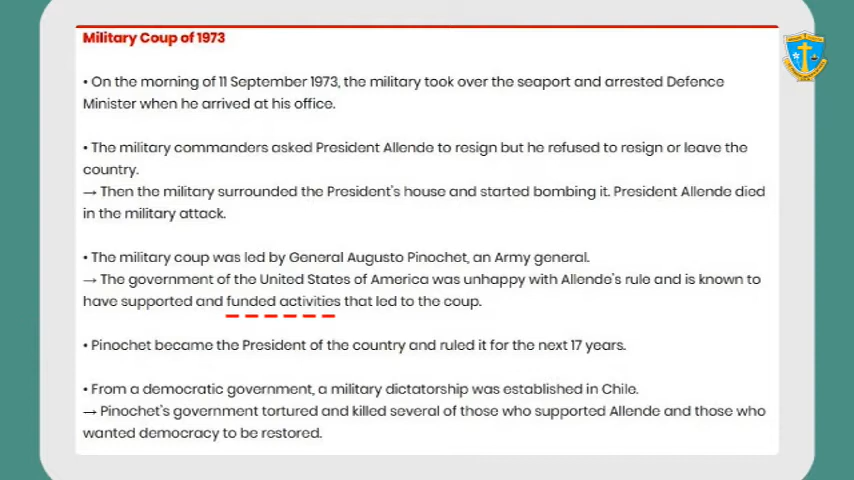 Military Coup of 1973
• On the morning of 11 September 1973, the military took over the seaport and arrested Defence
Minister when he arrived at his office.
• The military commanders asked President Allende to resign but he refused to resign or leave the
country.
→ Then the military surrounded the President's house and started bombing it. President Allende died
in the military attack.
• The military coup was led by General Augusto Pinochet, an Army general.
→ The government of the United States of America was unhappy with Allende's rule and is known to
have supported and funded activities that led to the coup.
• Pinochet became the President of the country and ruled it for the next 17 years.
• From a democratic government, a military dictatorship was established in Chile.
→ Pinochet's government tortured and killed several of those who supported Allende and those who
wanted democracy to be restored.